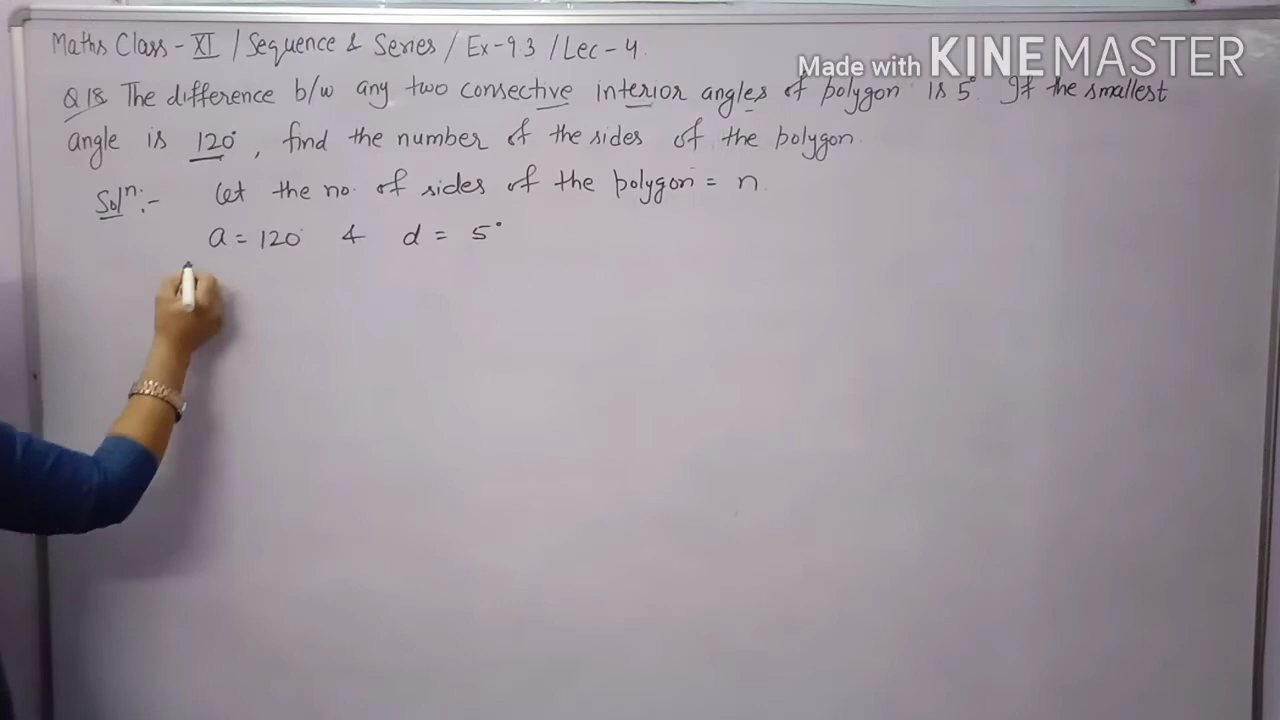 Maths Class - XI / Sequence & Series / Ex-9.3 / Lec-4.
Made with KINEMASTER
Q18 The difference b/w any two consective interior angles of polygon is 5° If the smallest
angle is 120°, find the number of the sides of the polygon.
Solⁿ:- let the no. of sides of the polygon = n
a = 120° & d = 5°